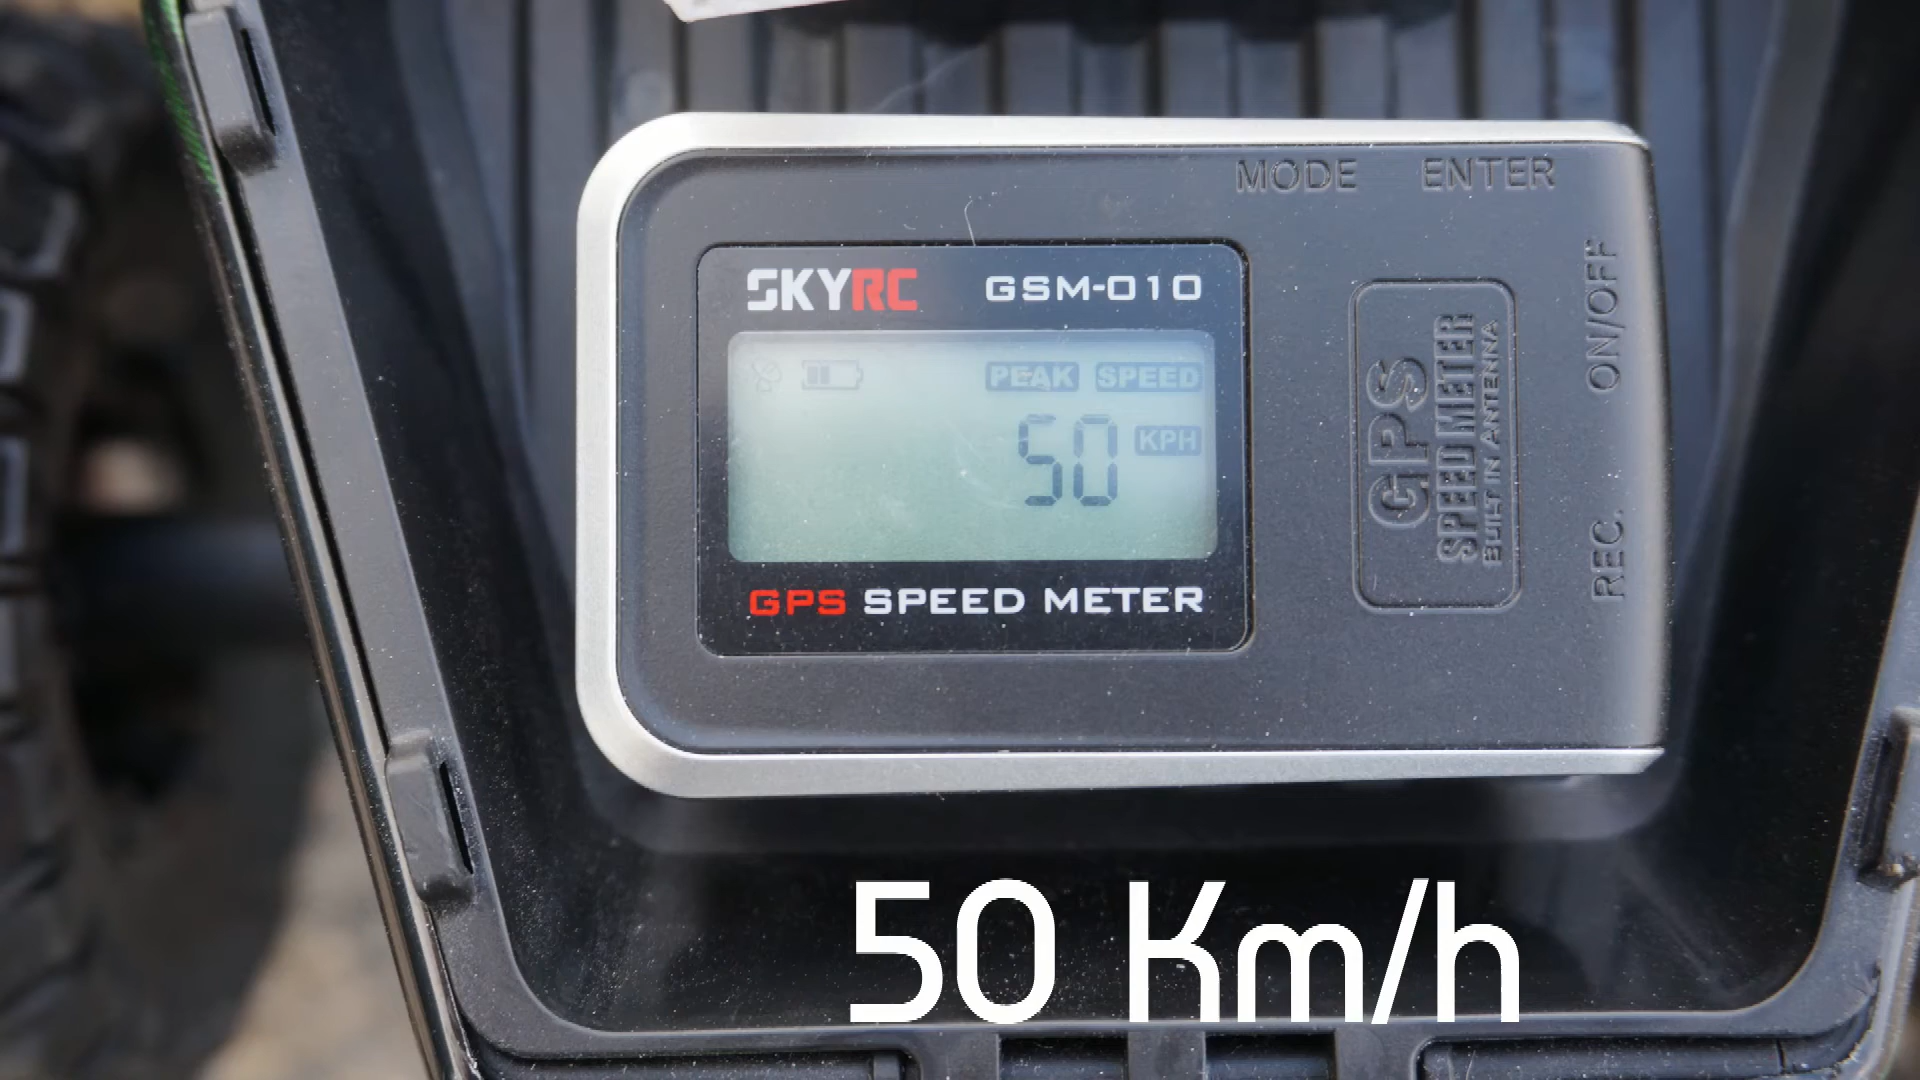 MODE ENTER
SKYRC GSM-010
PEAK SPEED
50 KPH
GPS SPEED METER
GPS
SPEED METER
BUILT IN ANTENNA
ON/OFF
REC.
50 Km/h